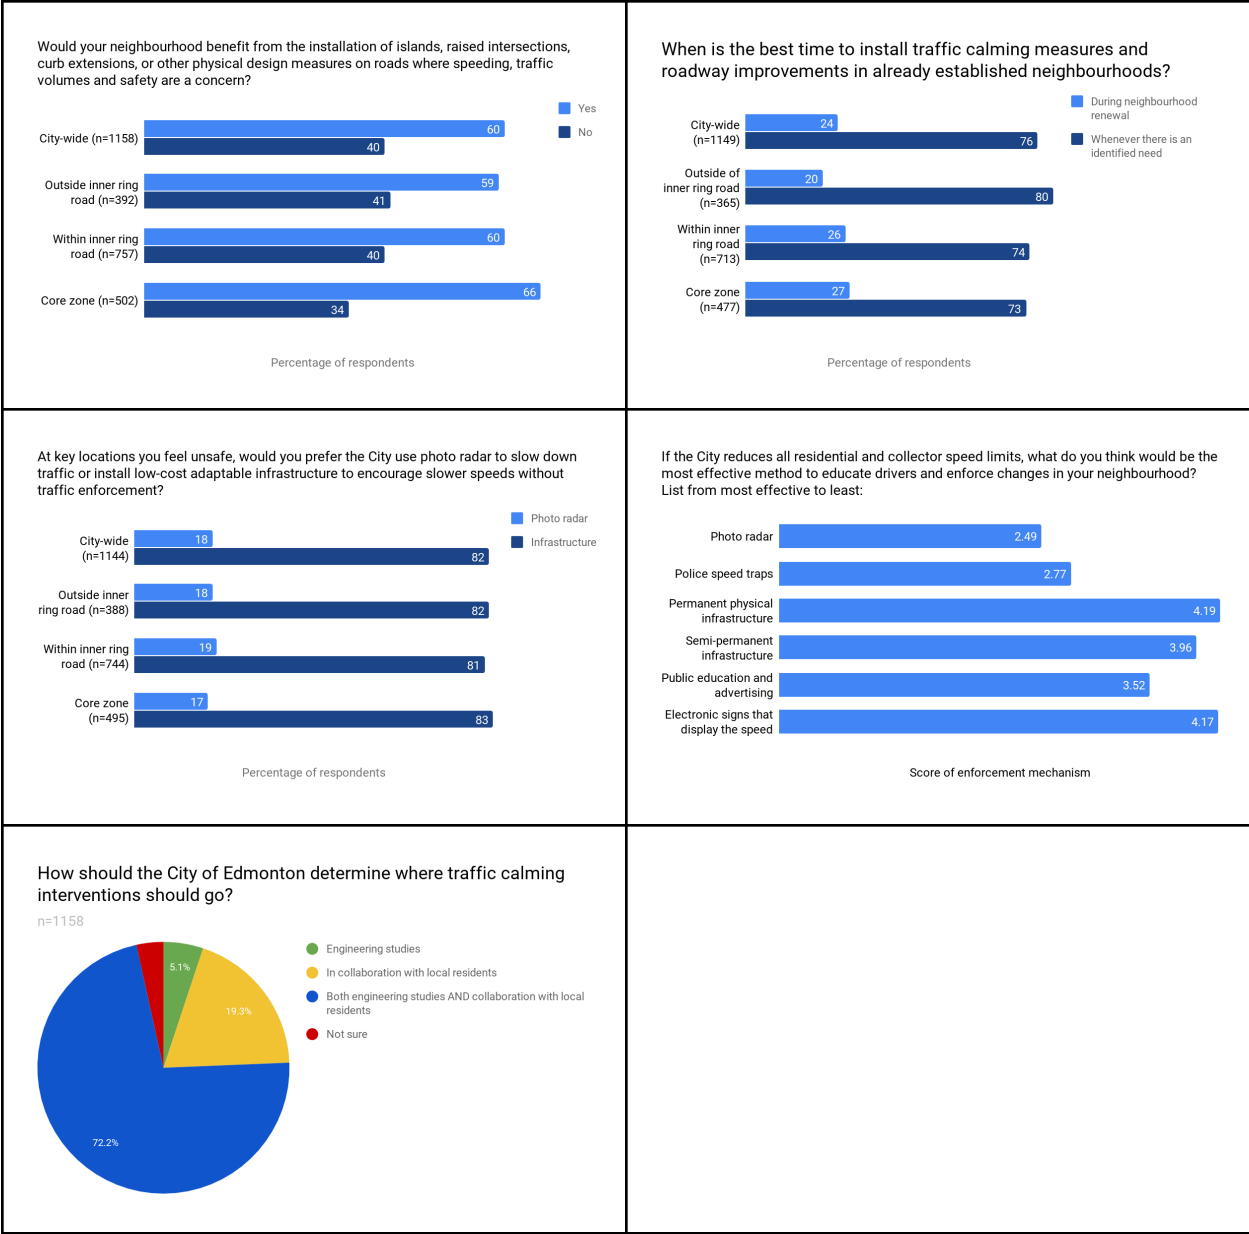 Would your neighbourhood benefit from the installation of islands, raised intersections,
curb extensions, or other physical design measures on roads where speeding, traffic
volumes and safety are a concern?
Yes
No
City-wide (n=1158)
60
40
Outside inner ring
road (n=392)
59
41
Within inner ring
road (n=757)
60
40
Core zone (n=502)
66
34
Percentage of respondents
When is the best time to install traffic calming measures and
roadway improvements in already established neighbourhoods?
During neighbourhood
renewal
Whenever there is an
identified need
City-wide
(n=1149)
24
76
Outside of
inner ring road
(n=365)
20
80
Within inner
ring road
(n=713)
26
74
Core zone
(n=477)
27
73
Percentage of respondents
At key locations you feel unsafe, would you prefer the City use photo radar to slow down
traffic or install low-cost adaptable infrastructure to encourage slower speeds without
traffic enforcement?
Photo radar
Infrastructure
City-wide
(n=1144)
18
82
Outside inner
ring road (n=388)
18
82
Within inner ring
road (n=744)
19
81
Core zone
(n=495)
17
83
Percentage of respondents
If the City reduces all residential and collector speed limits, what do you think would be the
most effective method to educate drivers and enforce changes in your neighbourhood?
List from most effective to least:
Photo radar
2.49
Police speed traps
2.77
Permanent physical
infrastructure
4.19
Semi-permanent
infrastructure
3.96
Public education and
advertising
3.52
Electronic signs that
display the speed
4.17
Score of enforcement mechanism
How should the City of Edmonton determine where traffic calming
interventions should go?
n=1158
5.1%
19.3%
72.2%
Engineering studies
In collaboration with local residents
Both engineering studies AND collaboration with local
residents
Not sure